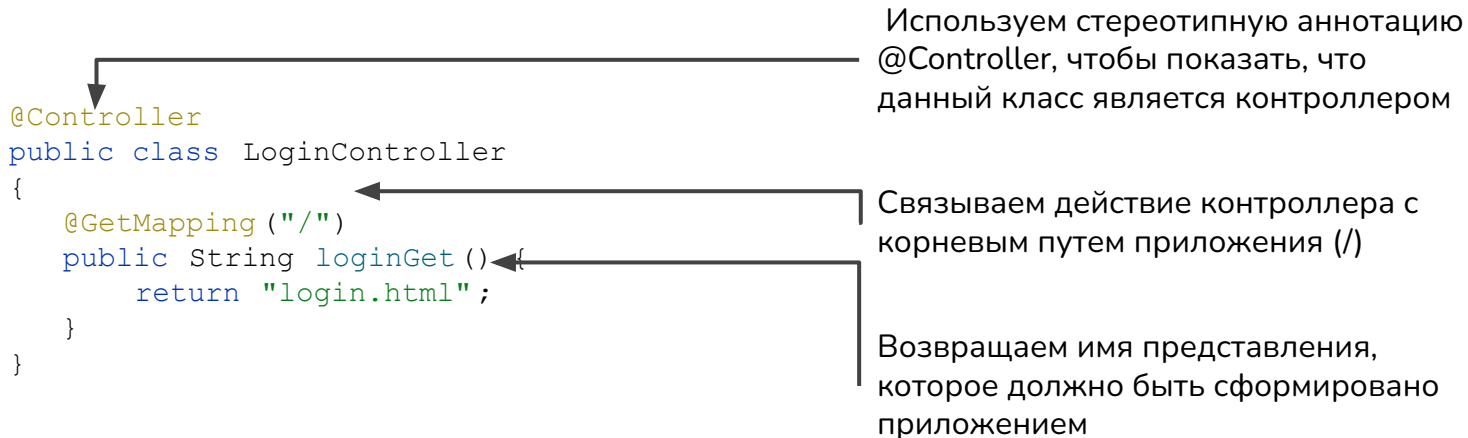 Используем стереотипную аннотацию
@Controller, чтобы показать, что
данный класс является контроллером
@Controller
public class LoginController
{
@GetMapping("/")
public String loginGet() {
return "login.html";
}
}
Связываем действие контроллера с
корневым путем приложения (/)
Возвращаем имя представления,
которое должно быть сформировано
приложением